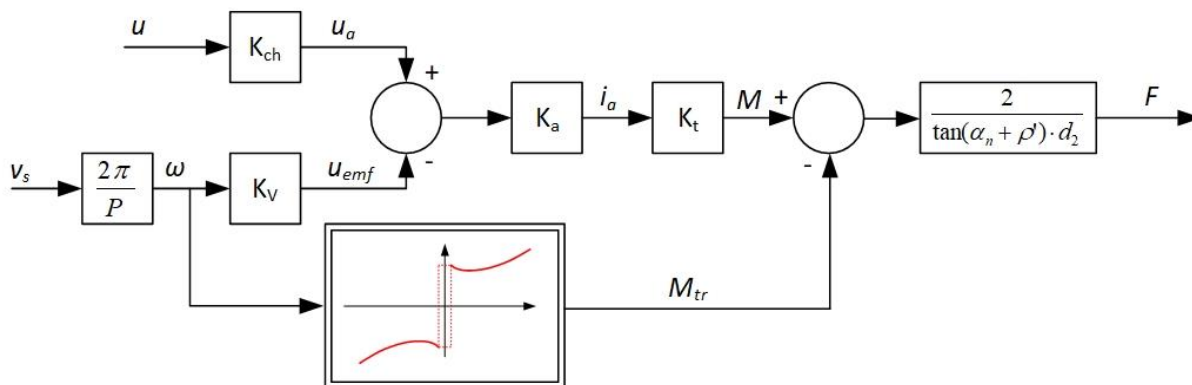 u
K_ch
u_a
+
-
K_a
i_a
K_t
M
+
-
2
tan(α_n + ρ')·d_2
F
v_s
2π
P
ω
K_V
u_emf
M_tr